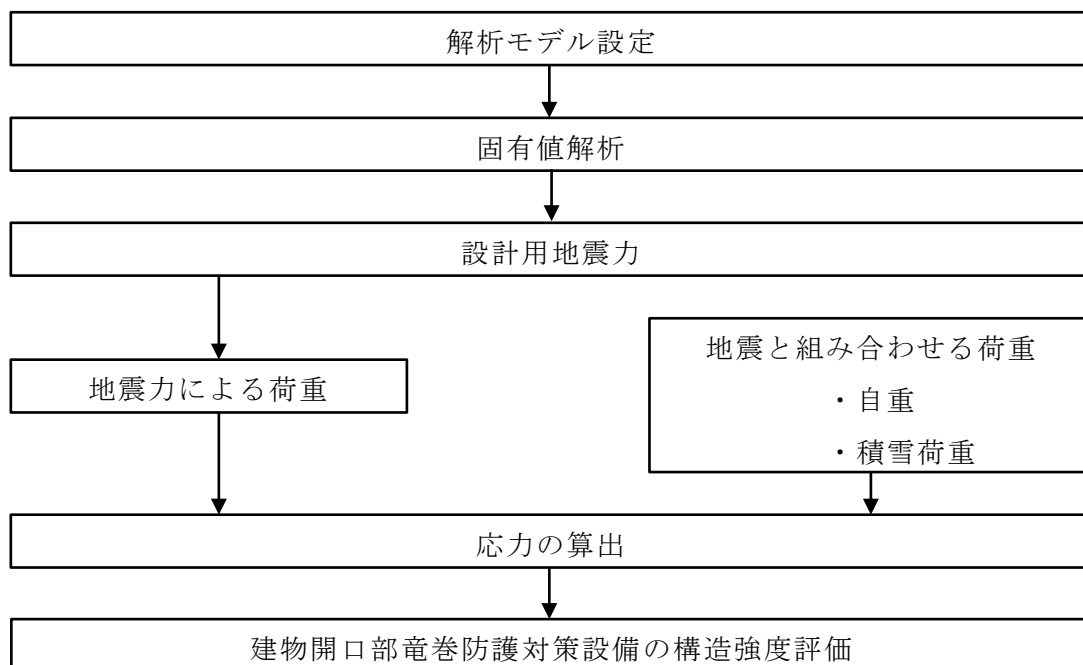 解析モデル設定
固有値解析
設計用地震力
地震力による荷重
地震と組み合わせる荷重
・自重
・積雪荷重
応力の算出
建物開口部竜巻防護対策設備の構造強度評価